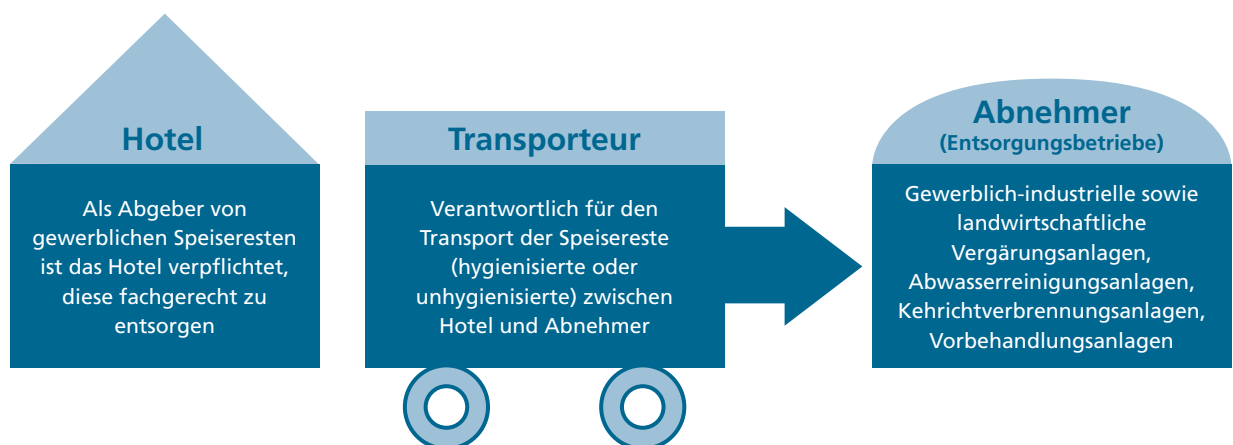 Hotel
Als Abgeber von
gewerblichen Speiseresten
ist das Hotel verpflichtet,
diese fachgerecht zu
entsorgen
Transporteur
Verantwortlich für den
Transport der Speisereste
(hygienisierte oder
unhygienisierte) zwischen
Hotel und Abnehmer
Abnehmer
(Entsorgungsbetriebe)
Gewerblich-industrielle sowie
landwirtschaftliche
Vergärungsanlagen,
Abwasserreinigungsanlagen,
Kehrichtverbrennungsanlagen,
Vorbehandlungsanlagen